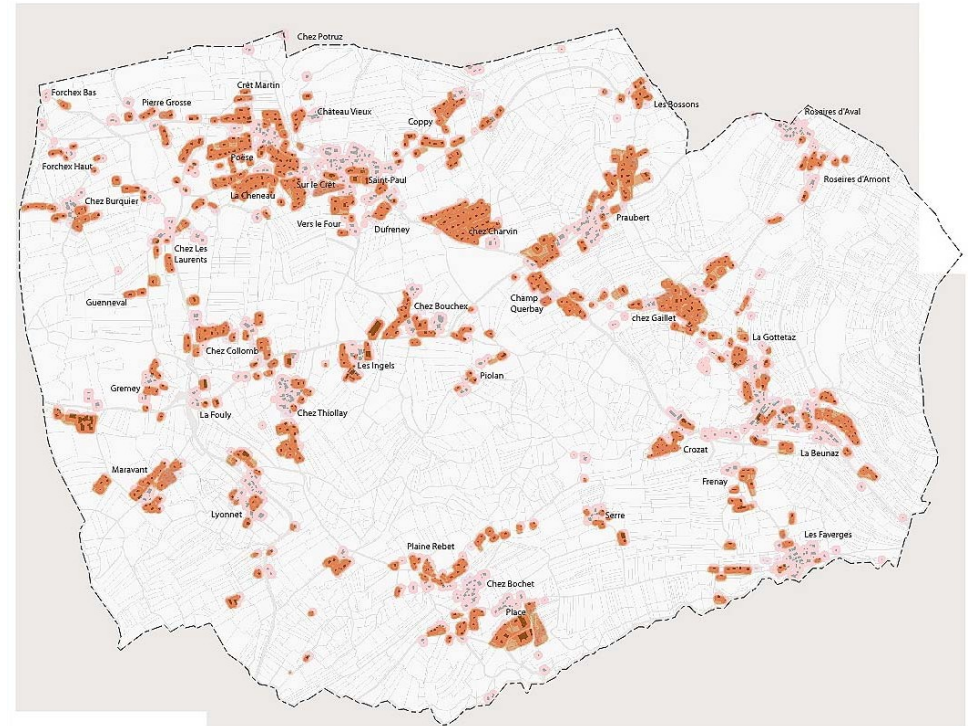 Chez Potruz
Forchex Bas
Crêt Martin
Pierre Grosse
Les Bossons
Château Vieux
Roseires d'Aval
Coppy
Poese
Forchex Haut
Saint-Paul
Roseires d'Amont
Sur le Crêt
La Cheneau
Chez Burquier
Praubert
Vers le Four
Dufreney
chez Charvin
Chez Les
Laurents
Guenneval
Champ
Querbay
Chez Bouchex
chez Gaillet
La Gottettaz
Chez Collomb
Les Ingels
Piolan
Gremey
La Fouly
Chez Thiollay
Crozat
La Beunaz
Maravant
Frenay
Lyonnet
Serre
Les Faverges
Plaine Rebet
Chez Bochet
Place